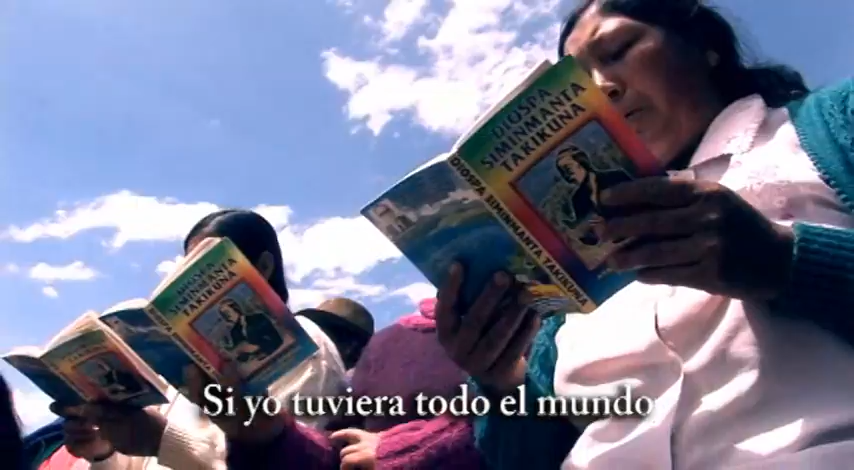 DIOSPA
SIMINMANTA
TAKIKUNA
DIOSPA SIMINMANTA TAKIKUNA
DIOSPA
SIMINMANTA
TAKIKUNA
Si yo tuviera todo el mundo